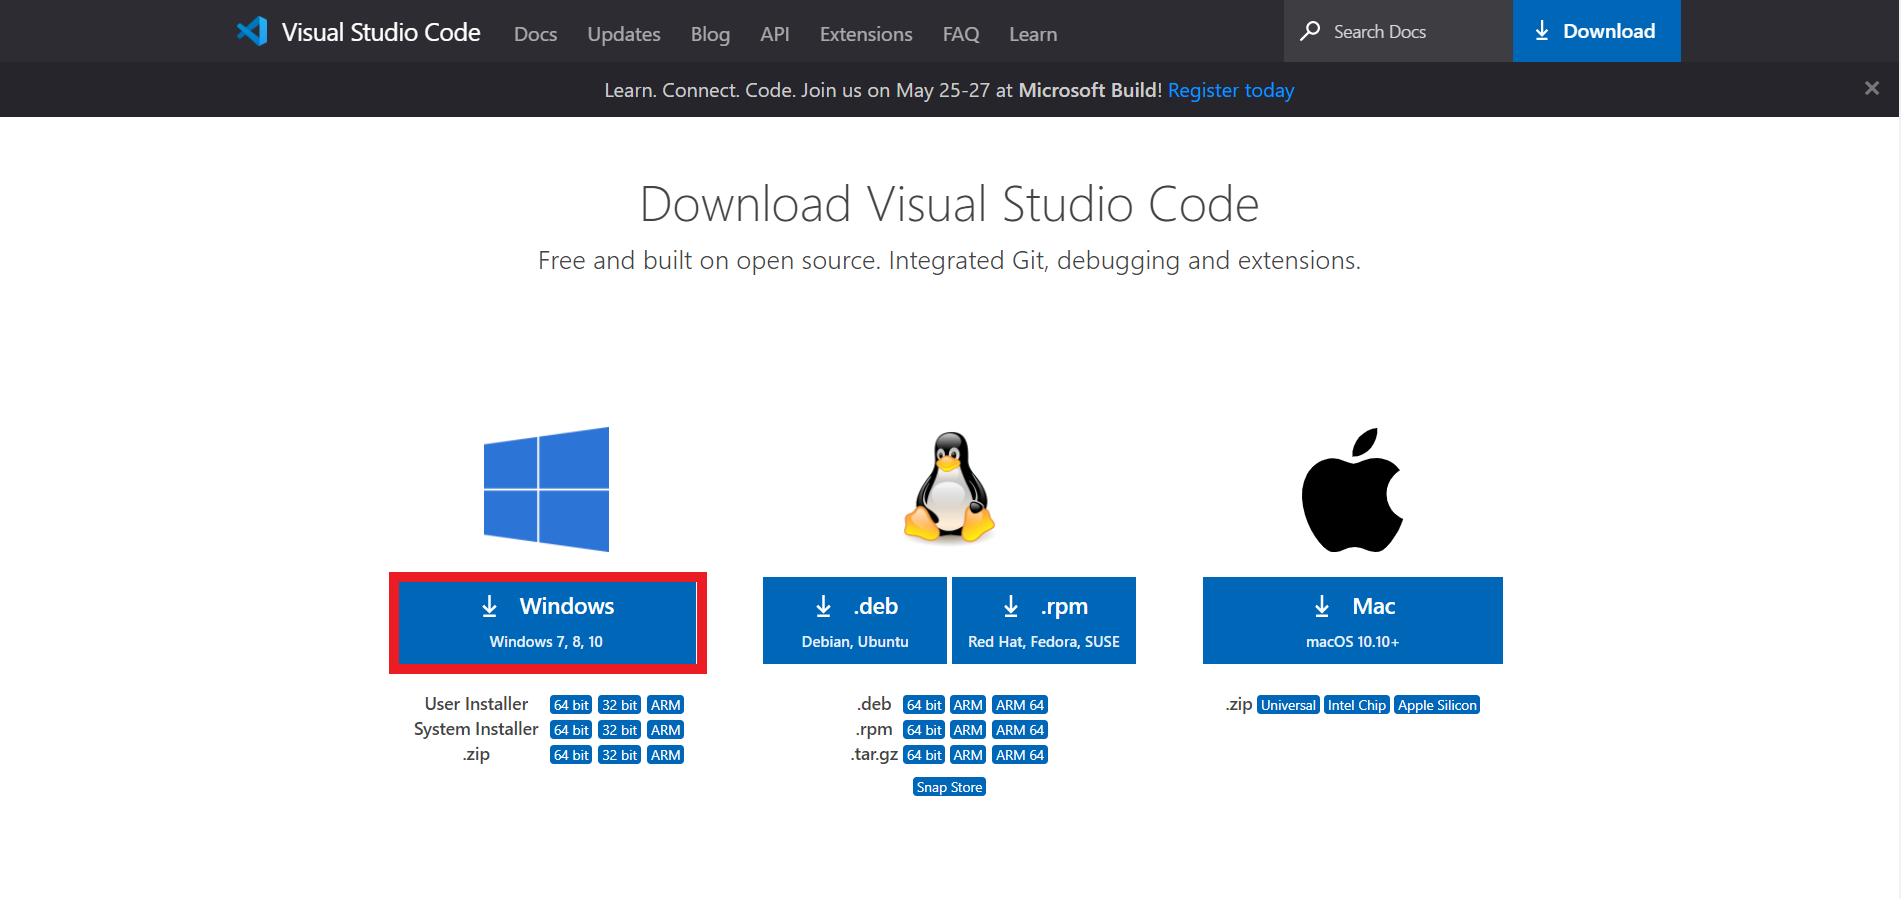 Visual Studio Code Docs Updates Blog API Extensions FAQ Learn Search Docs Download
Learn. Connect. Code. Join us on May 25-27 at Microsoft Build! Register today
Download Visual Studio Code
Free and built on open source. Integrated Git, debugging and extensions.
Windows
Windows 7, 8, 10
User Installer 64 bit 32 bit ARM
System Installer 64 bit 32 bit ARM
.zip 64 bit 32 bit ARM
.deb
Debian, Ubuntu
.rpm
Red Hat, Fedora, SUSE
.deb 64 bit ARM ARM 64
.rpm 64 bit ARM ARM 64
.tar.gz 64 bit ARM ARM 64
Snap Store
Mac
macOS 10.10+
.zip Universal Intel Chip Apple Silicon